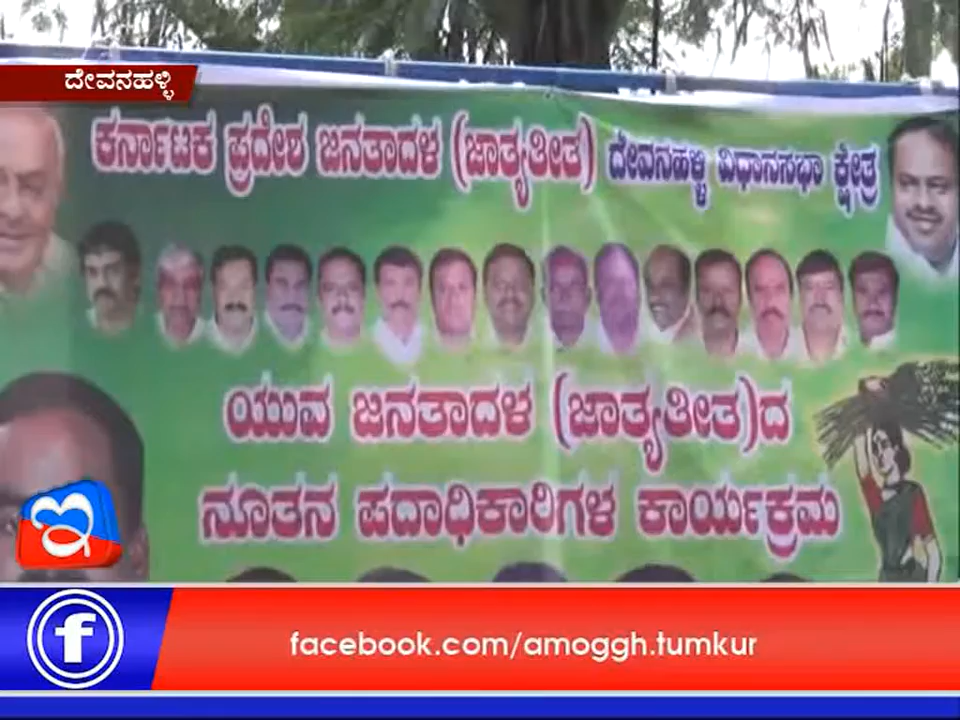 ದೇವನಹಳ್ಳಿ
ಕರ್ನಾಟಕ ಪ್ರದೇಶ ಜನತಾದಳ (ಜಾತ್ಯತೀತ) ದೇವನಹಳ್ಳಿ ವಿಧಾನಸಭಾ ಕ್ಷೇತ್ರ
ಯುವ ಜನತಾದಳ (ಜಾತ್ಯತೀತ)ದ
ನೂತನ ಪದಾಧಿಕಾರಿಗಳ ಕಾರ್ಯಕ್ರಮ
ಇ
f
facebook.com/amoggh.tumkur